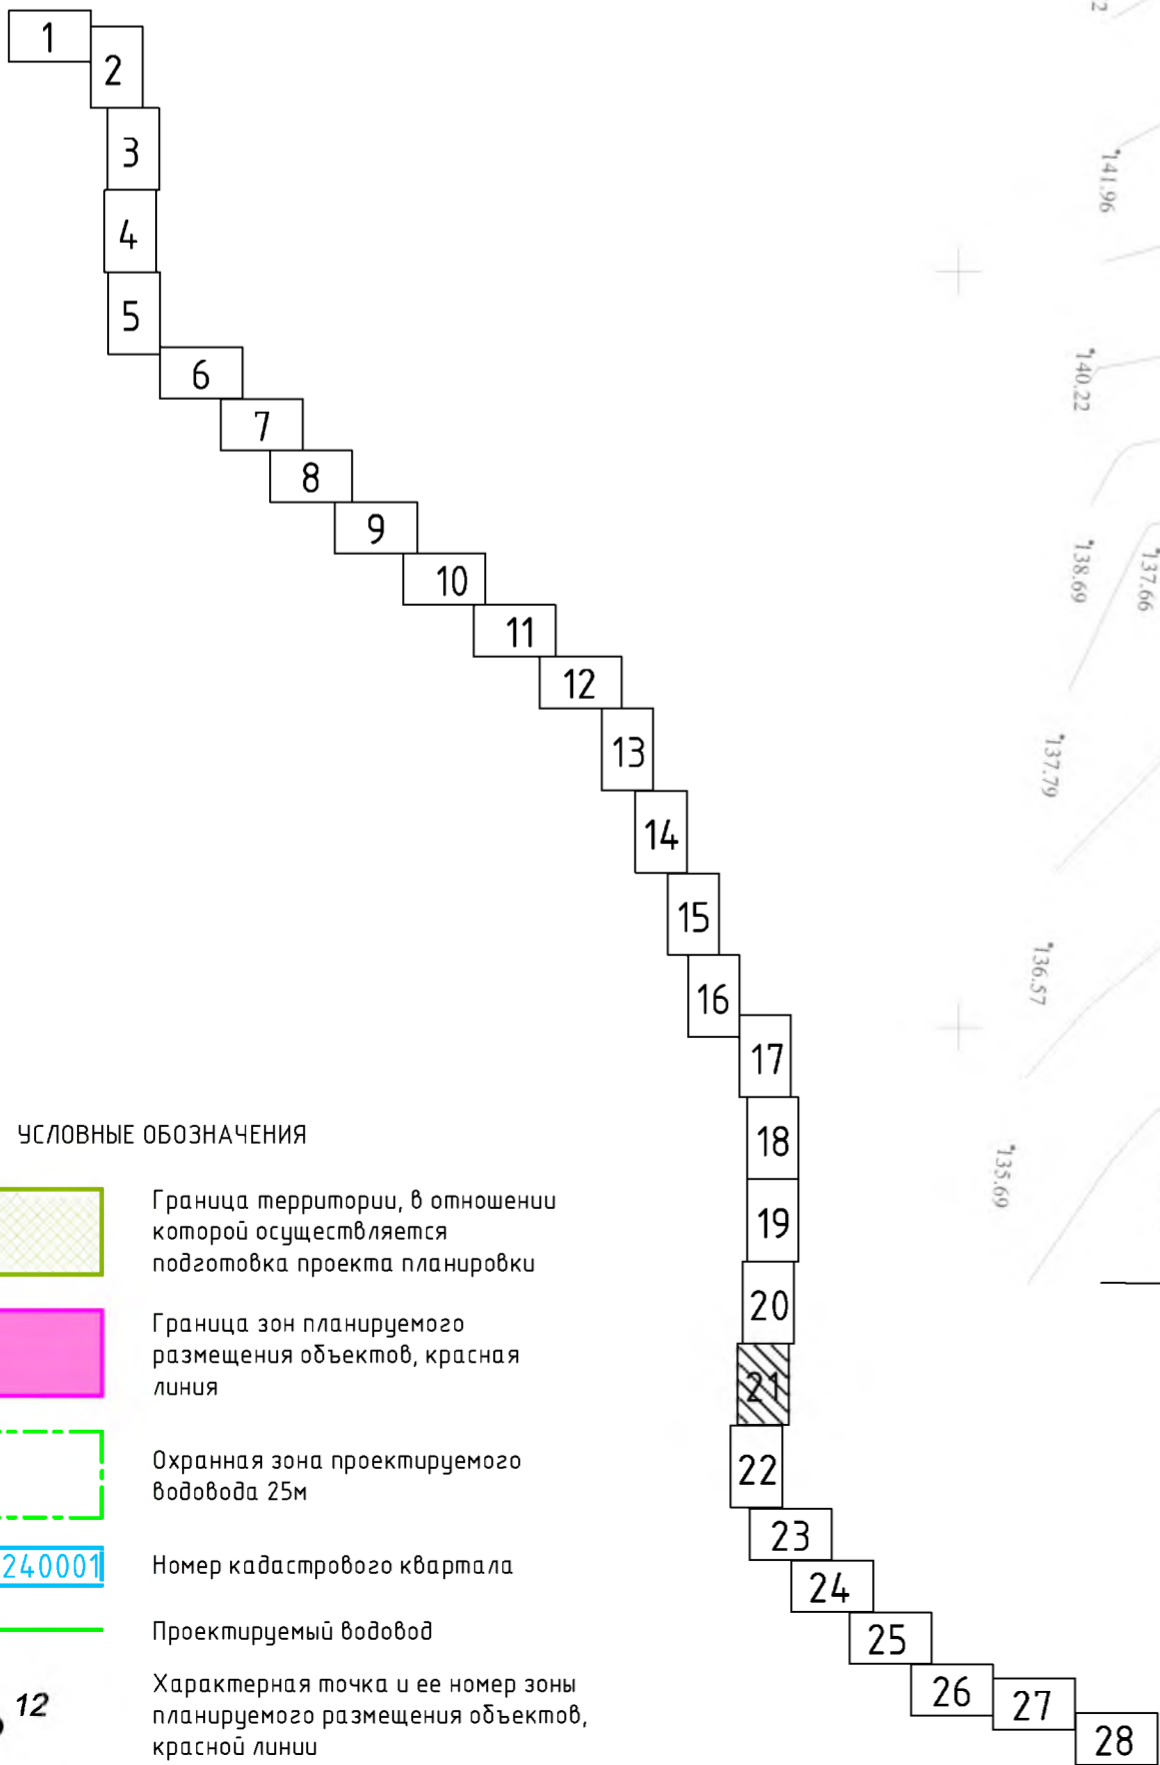 1
2
3
4
5
6
7
8
9
10
11
12
13
14
15
16
17
18
19
20
21
22
23
24
25
26
27
28
141.96
140.22
138.69
137.66
137.79
136.57
135.69
УСЛОВНЫЕ ОБОЗНАЧЕНИЯ
Граница территории, в отношении
которой осуществляется
подготовка проекта планировки
Граница зон планируемого
размещения объектов, красная
линия
Охранная зона проектируемого
водовода 25м
240001
Номер кадастрового квартала
Проектируемый водовод
12
Характерная точка и ее номер зоны
планируемого размещения объектов,
красной линии